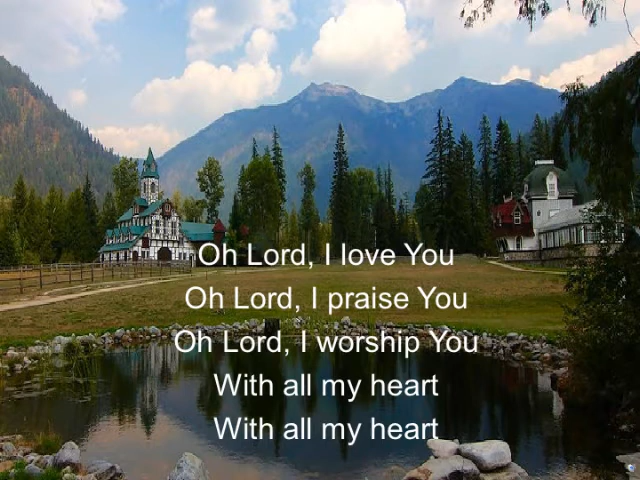 Oh Lord, I love You
Oh Lord, I praise You
Oh Lord, I worship You
With all my heart
With all my heart